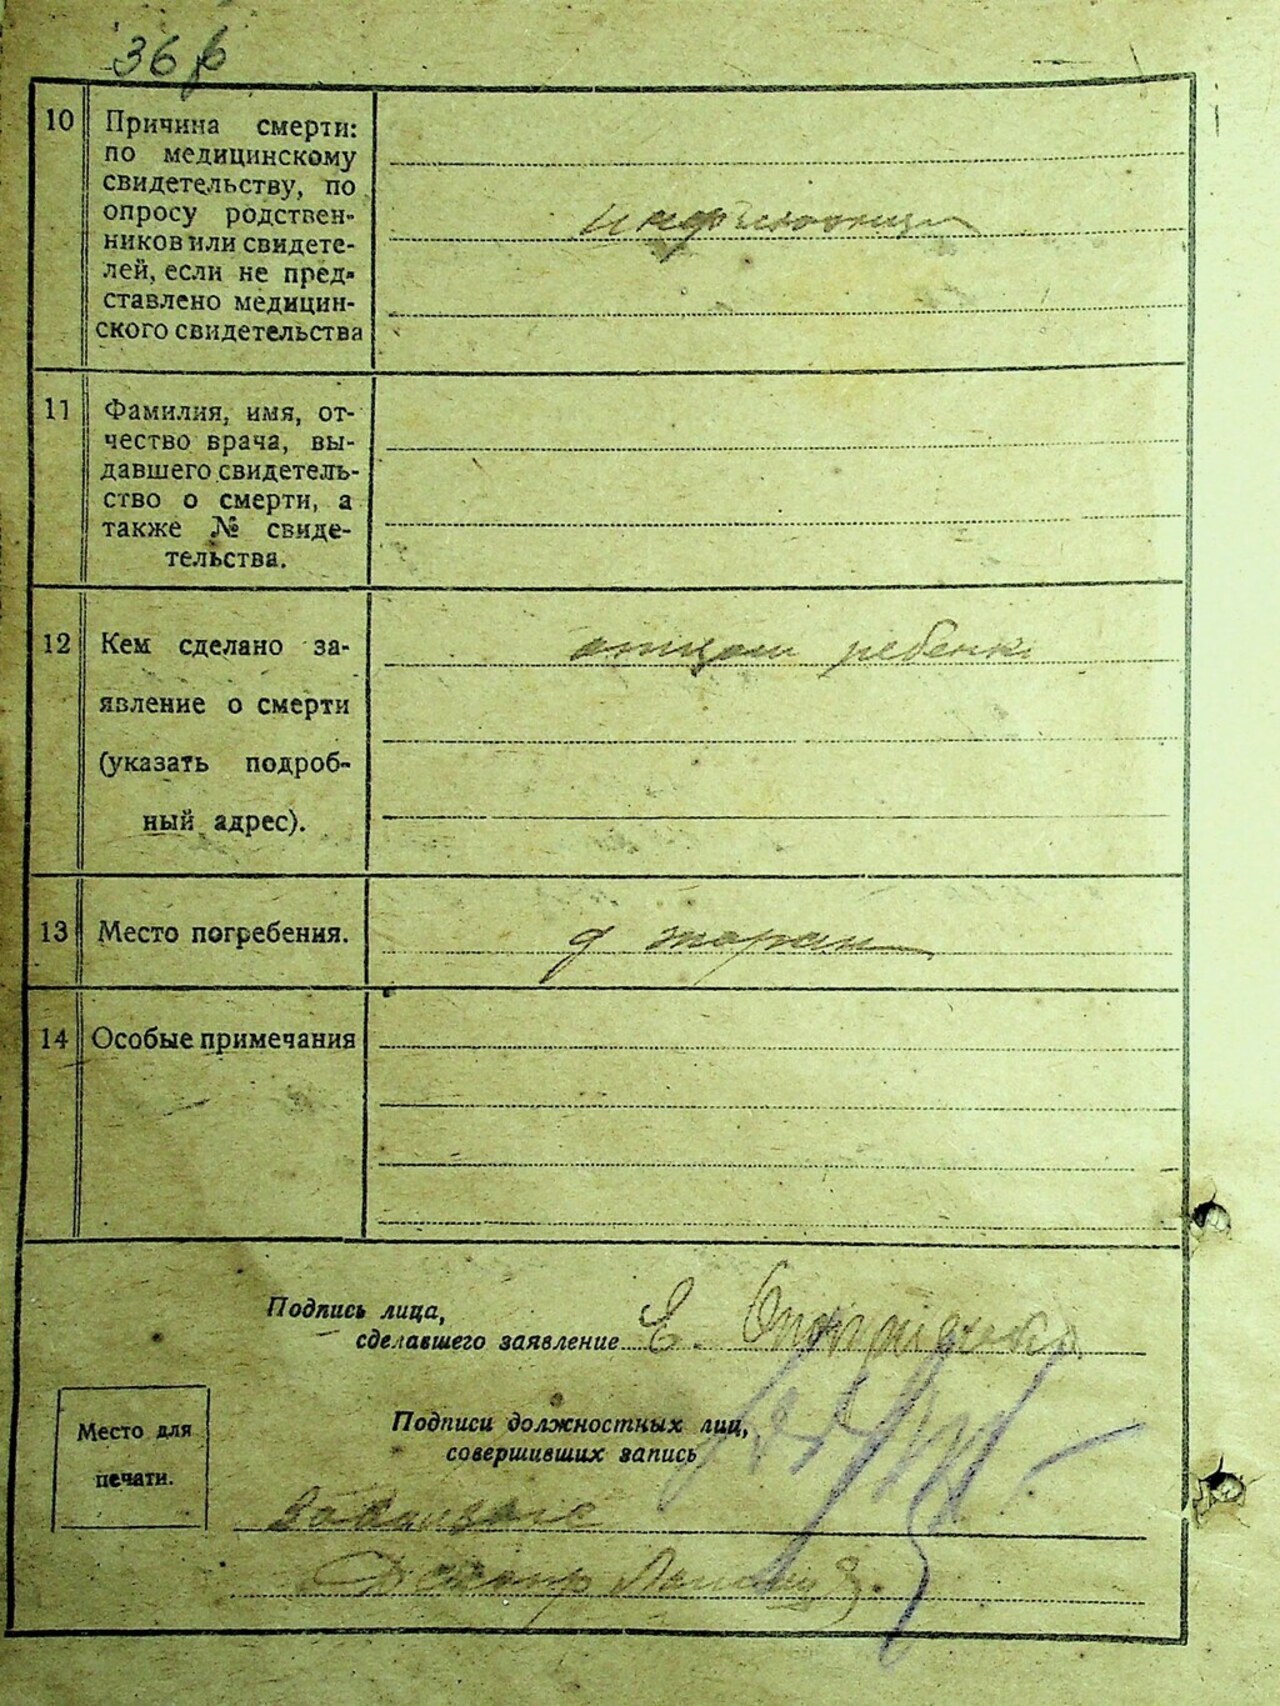 36
10
Причина смерти:
по медицинскому
свидетельству, по
опросу родствен-
ников или свидете-
лей, если не пред-
ставлено медицин-
ского свидетельства
11
Фамилия, имя, от-
чество врача, вы-
давшего свидетель-
ство о смерти, а
также № свиде-
тельства.
12
Кем сделано за-
явление о смерти
(указать подроб-
ный адрес).
отцом ребенка
13
Место погребения.
д
14
Особые примечания
Подпись лица,
сделавшего заявление Е.
Место для
печати.
Подписи должностных лиц,
совершивших запись